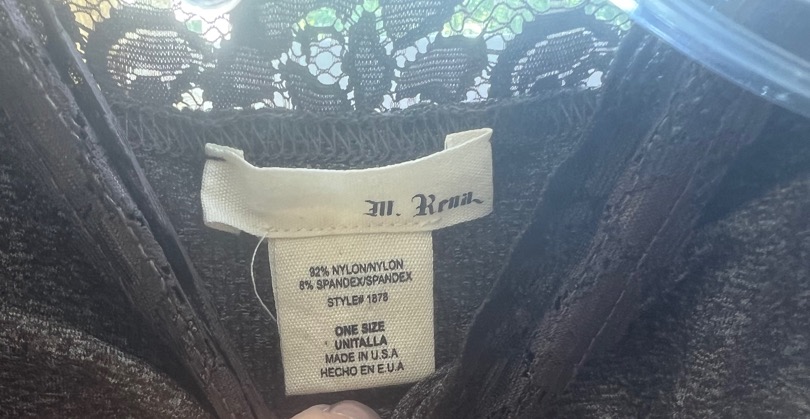 M. Rena
92% NYLON/NYLON
8% SPANDEX/SPANDEX
STYLE# 1878
ONE SIZE
UNITALLA
MADE IN U.S.A
HECHO EN E.U.A